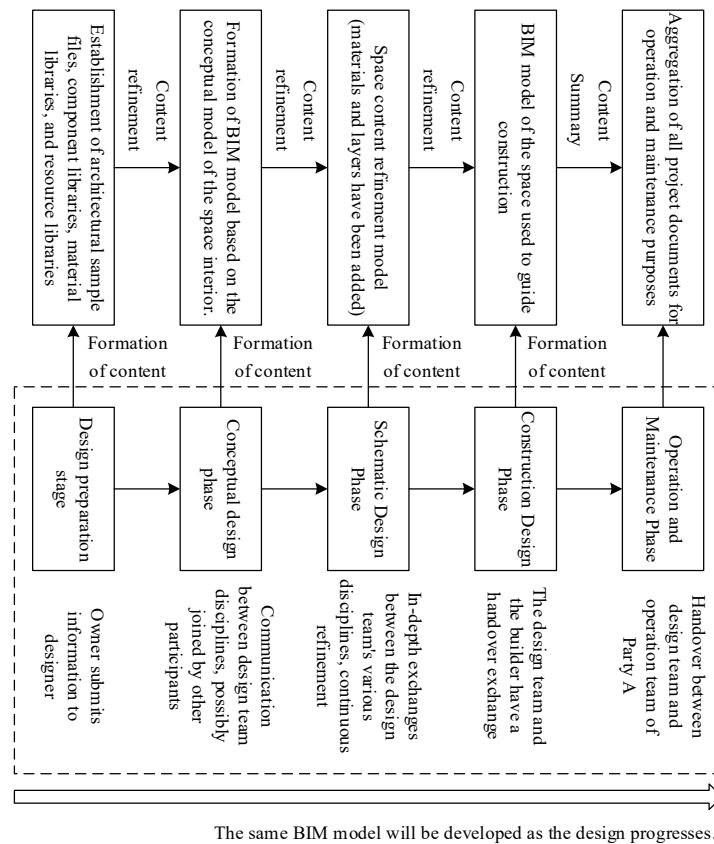 Establishment of architectural sample
files, component libraries, material
libraries, and resource libraries
Content
refinement
Formation of BIM model based on the
conceptual model of the space interior.
Content
refinement
Space content refinement model
(materials and layers have been added)
Content
refinement
BIM model of the space used to guide
construction
Content
Summary
Aggregation of all project documents for
operation and maintenance purposes
Formation
of content
Formation
of content
Formation
of content
Formation
of content
Design preparation
stage
Conceptual design
phase
Schematic Design
Phase
Construction Design
Phase
Operation and
Maintenance Phase
Owner submits
information to
designer
Communication
between design team
disciplines, possibly
joined by other
participants
In-depth exchanges
between the design
team's various
disciplines, continuous
refinement
The design team and
the builder have a
handover exchange
Handover between
design team and
operation team of
Party A
The same BIM model will be developed as the design progresses.